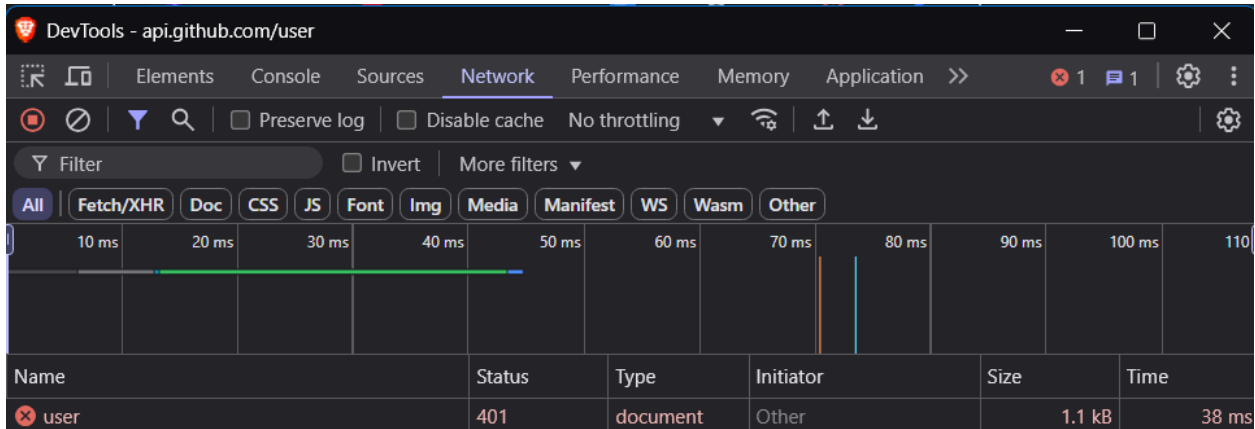 DevTools - api.github.com/user
Elements Console Sources Network Performance Memory Application 1 1
Preserve log Disable cache No throttling
Filter Invert More filters
All Fetch/XHR Doc CSS JS Font Img Media Manifest WS Wasm Other
10 ms 20 ms 30 ms 40 ms 50 ms 60 ms 70 ms 80 ms 90 ms 100 ms 110
Name Status Type Initiator Size Time
user 401 document Other 1.1 kB 38 ms